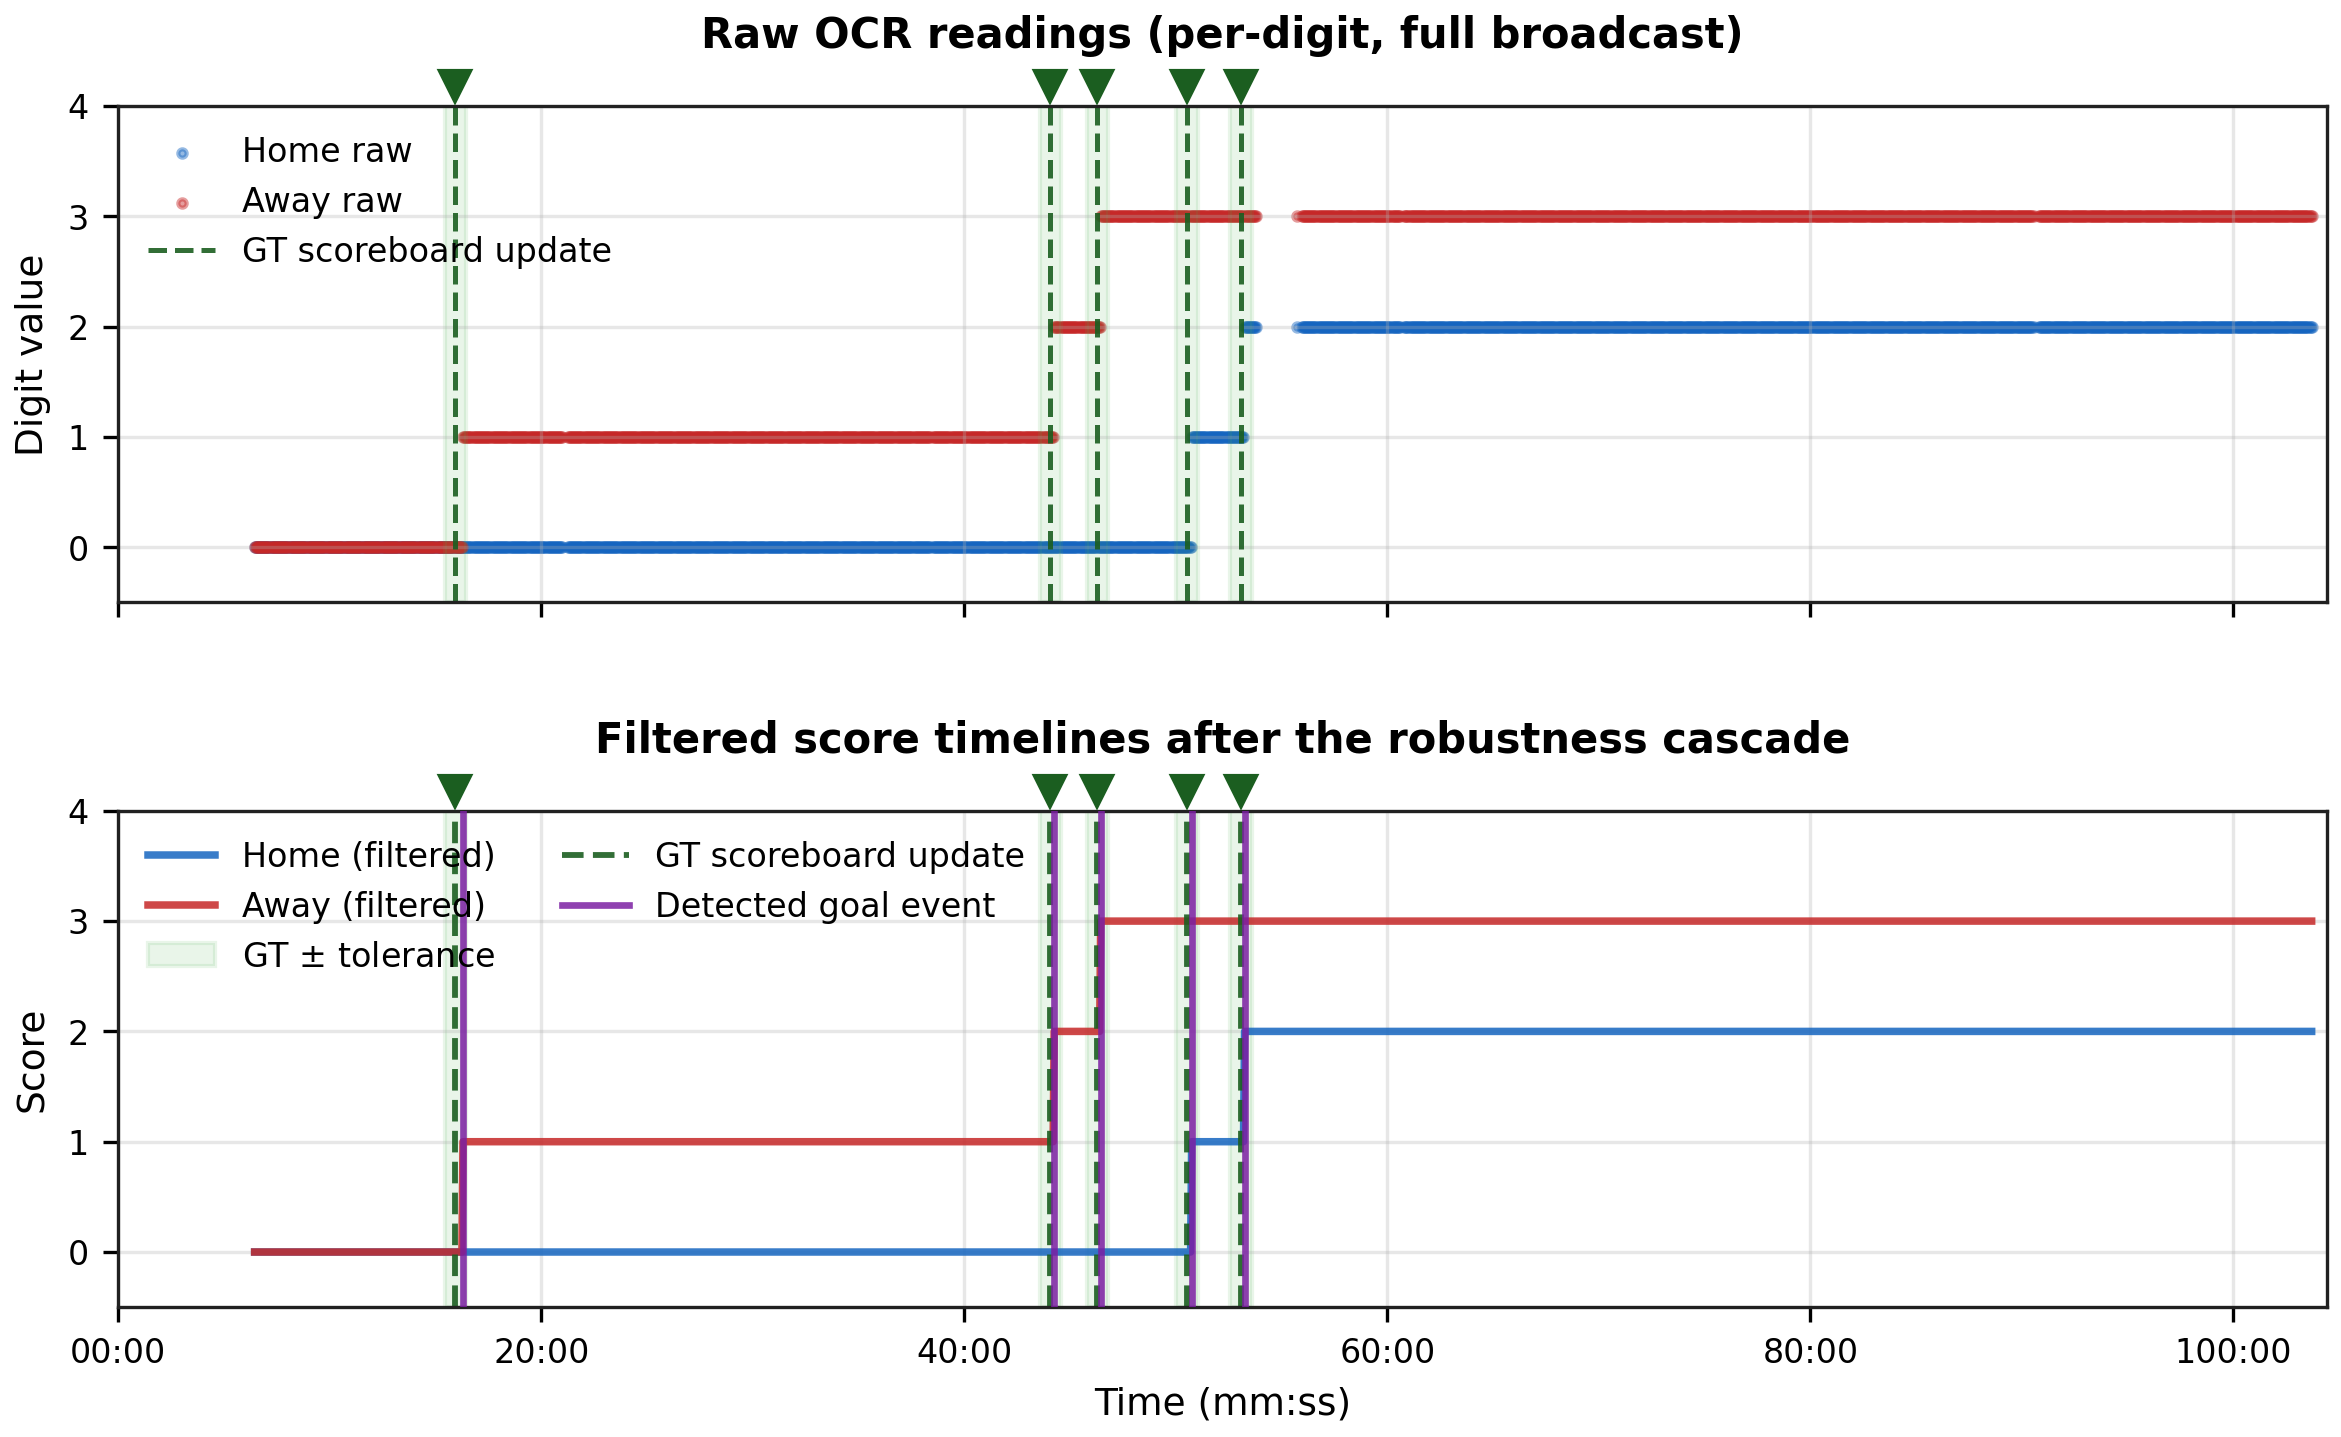 Raw OCR readings (per-digit, full broadcast)
4
3
2
1
0
Digit value
Home raw
Away raw
GT scoreboard update
Filtered score timelines after the robustness cascade
4
3
2
1
0
Score
Home (filtered)
Away (filtered)
GT ± tolerance
GT scoreboard update
Detected goal event
00:00 20:00 40:00 60:00 80:00 100:00
Time (mm:ss)